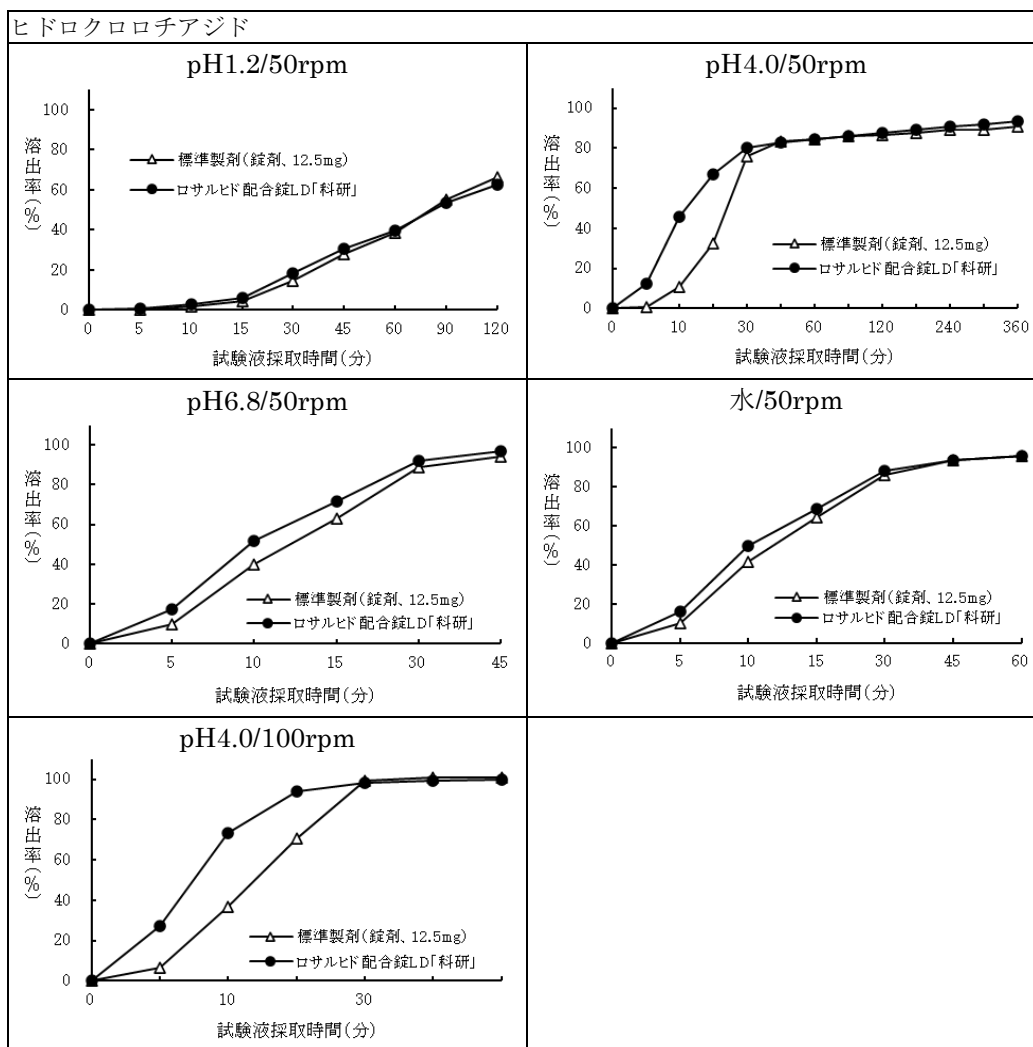 ヒドロクロロチアジド
pH1.2/50rpm
溶出率(%)
100
80
60
40
20
0
標準製剤(錠剤、12.5mg)
ロサルヒド配合錠LD「科研」
0 5 10 15 30 45 60 90 120
試験液採取時間(分)
pH4.0/50rpm
溶出率(%)
100
80
60
40
20
0
標準製剤(錠剤、12.5mg)
ロサルヒド配合錠LD「科研」
0 10 30 60 120 240 360
試験液採取時間(分)
pH6.8/50rpm
溶出率(%)
100
80
60
40
20
0
標準製剤(錠剤、12.5mg)
ロサルヒド配合錠LD「科研」
0 5 10 15 30 45
試験液採取時間(分)
水/50rpm
溶出率(%)
100
80
60
40
20
0
標準製剤(錠剤、12.5mg)
ロサルヒド配合錠LD「科研」
0 5 10 15 30 45 60
試験液採取時間(分)
pH4.0/100rpm
溶出率(%)
100
80
60
40
20
0
標準製剤(錠剤、12.5mg)
ロサルヒド配合錠LD「科研」
0 10 30
試験液採取時間(分)